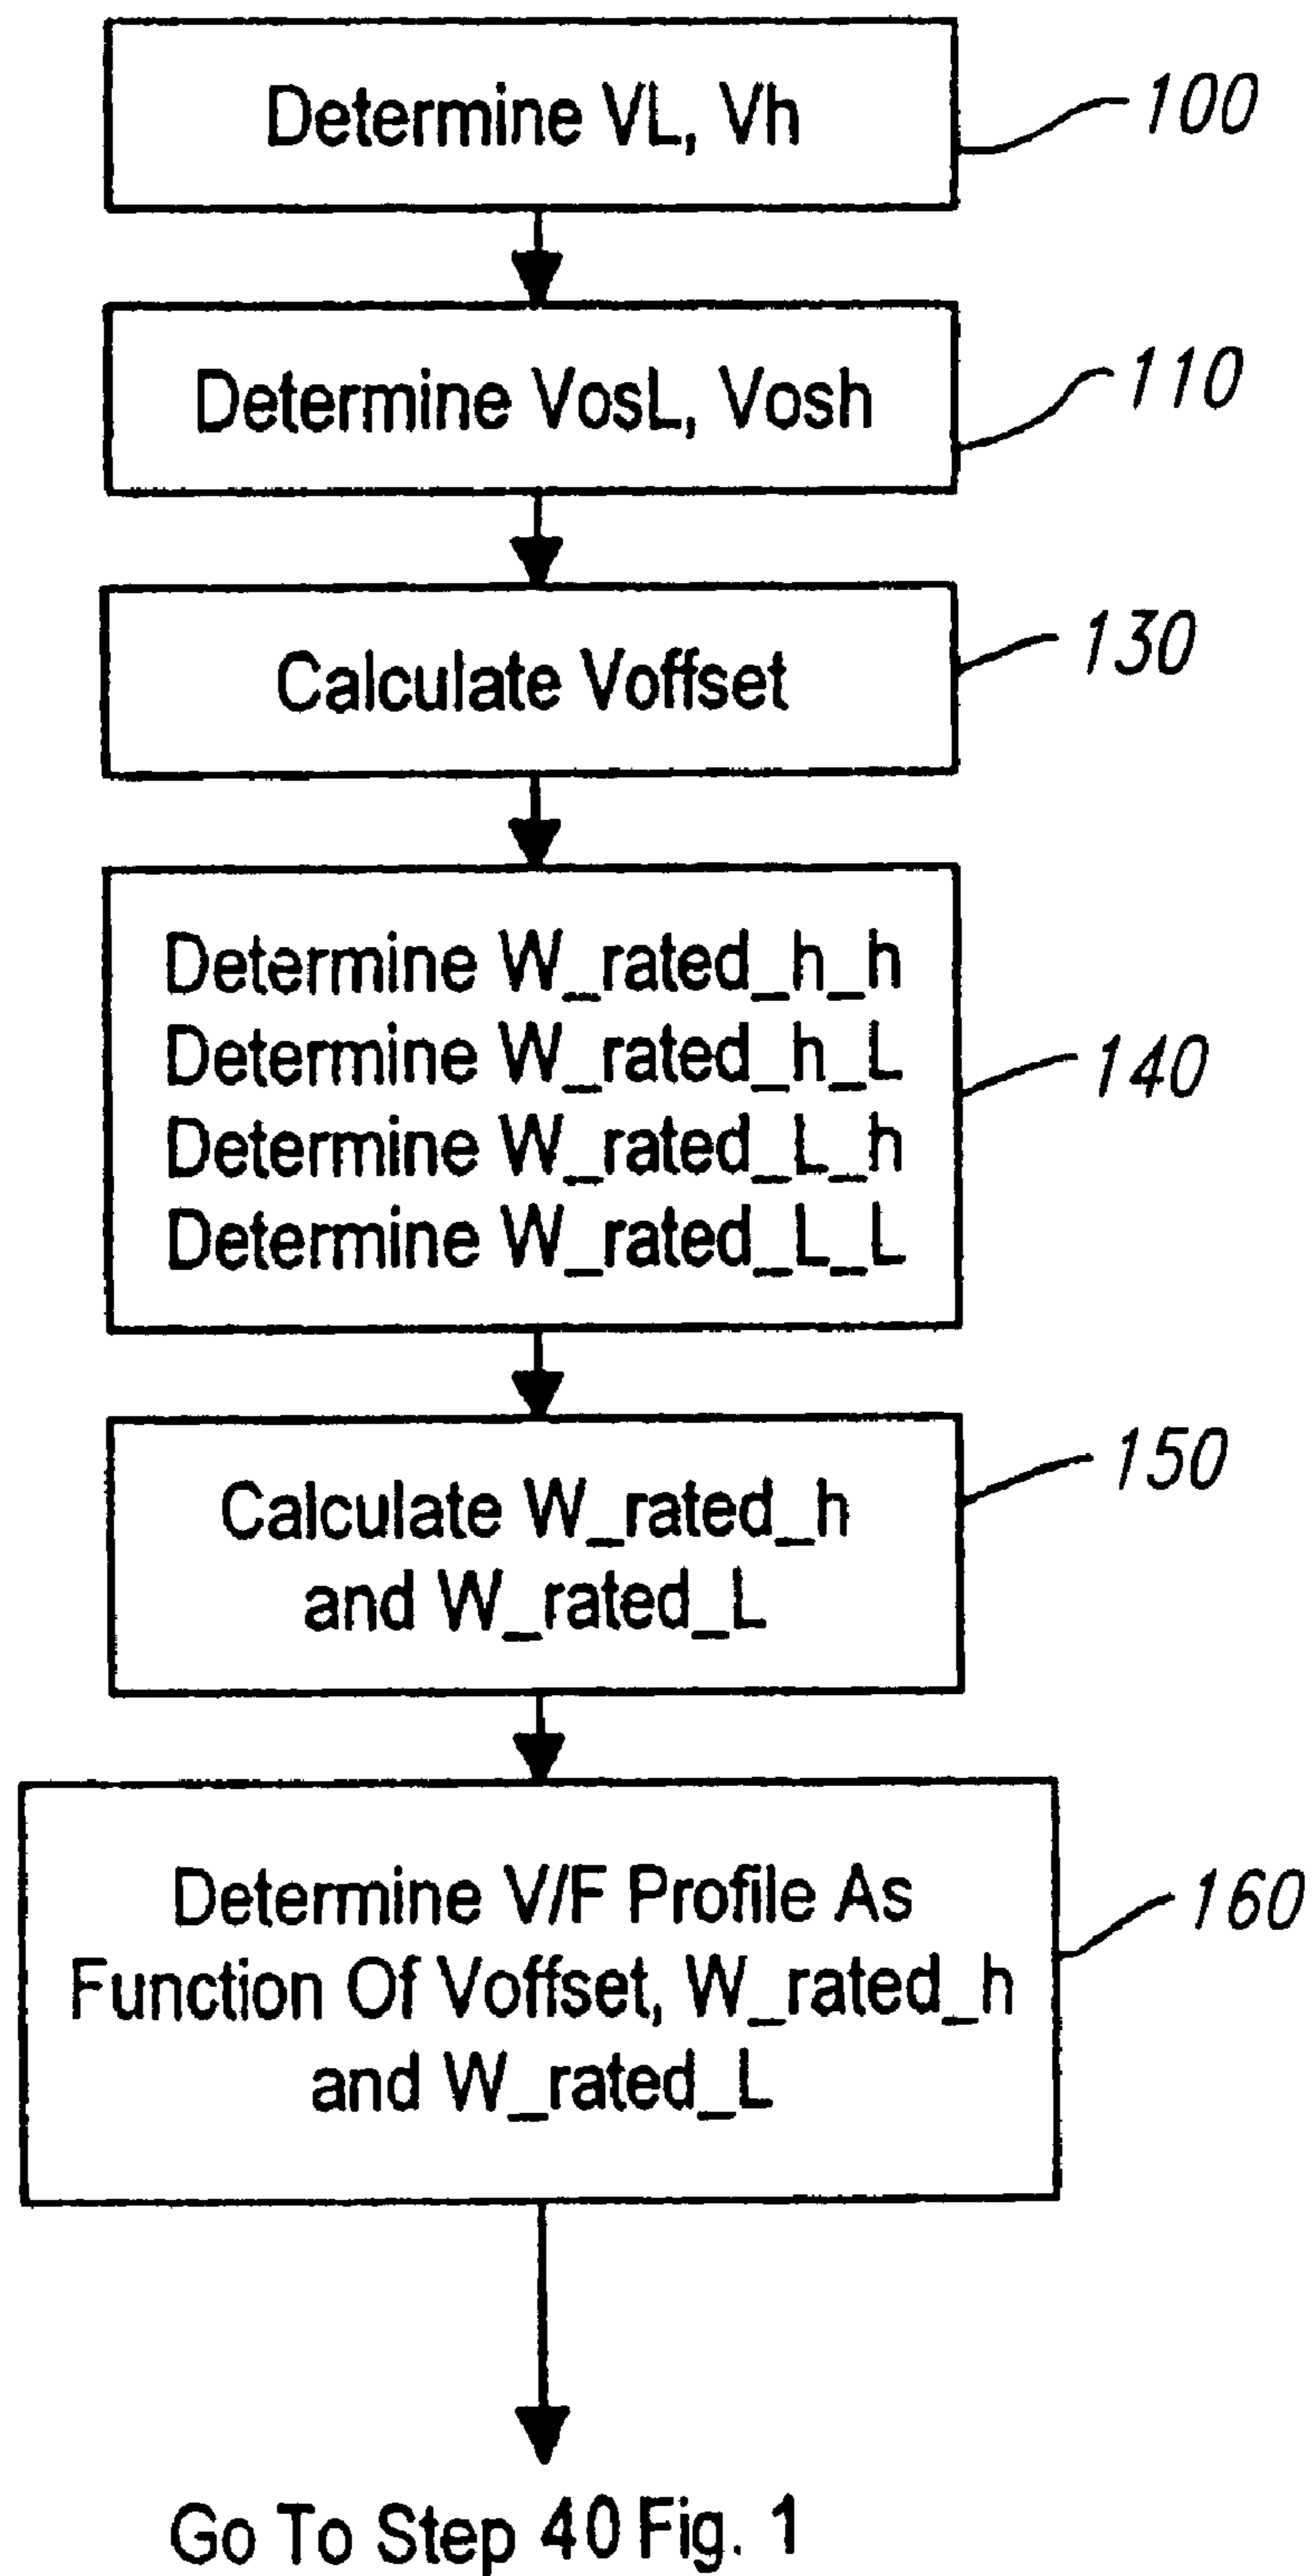 Determine VL, Vh
100
Determine VosL, Vosh
110
Calculate Voffset
130
Determine W_rated_h_h
Determine W_rated_h_L
Determine W_rated_L_h
Determine W_rated_L_L
140
Calculate W_rated_h
and W_rated_L
150
Determine V/F Profile As
Function Of Voffset, W_rated_h
and W_rated_L
160
Go To Step 40 Fig. 1